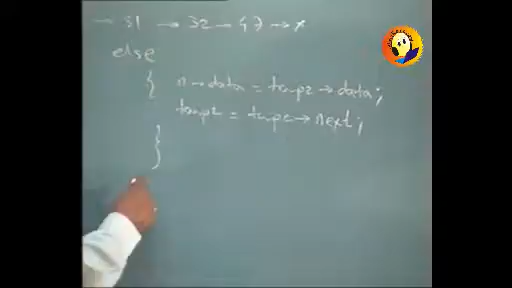 → 31 → 32 → 47 → x
else
{ n→data = temp2→data;
temp2 = temp2→next;
}